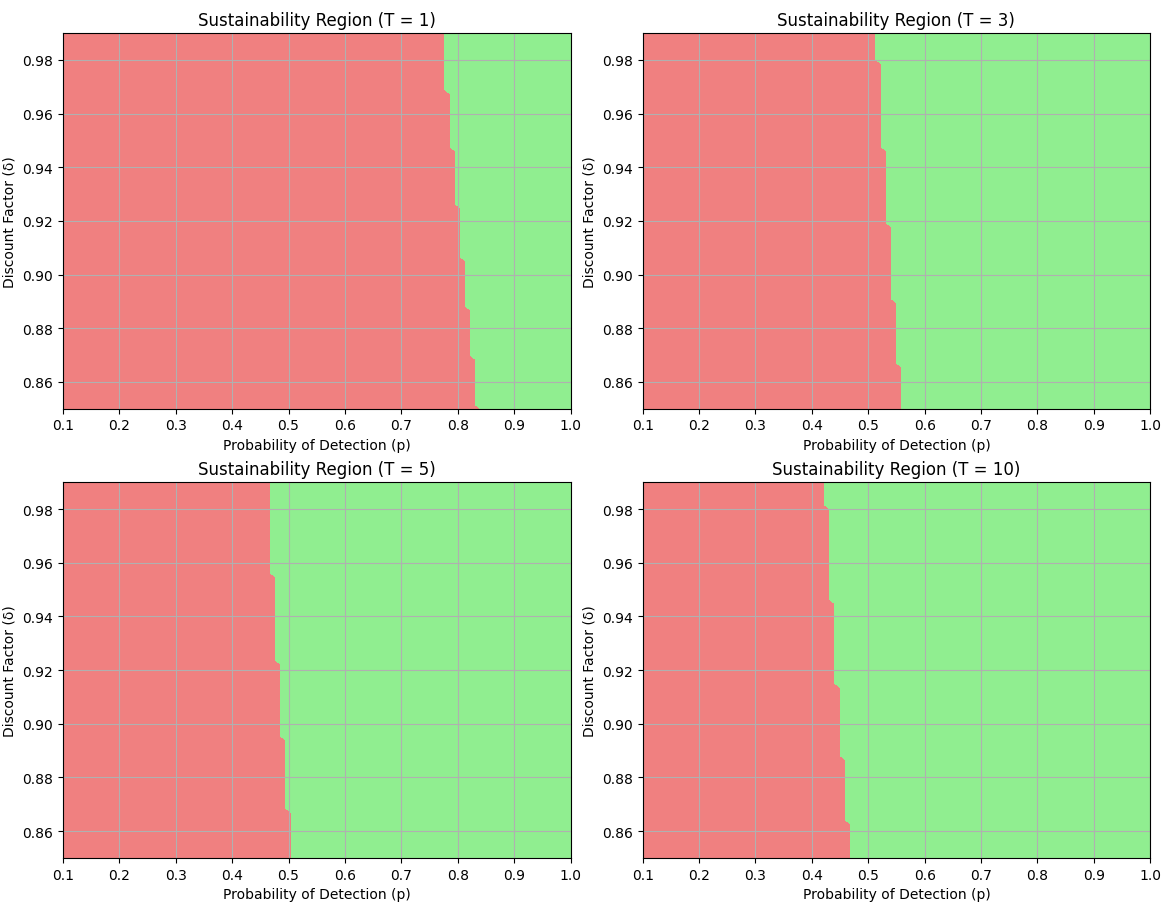 Sustainability Region (T = 1)
0.98
0.96
0.94
0.92
0.90
0.88
0.86
Discount Factor (δ)
0.1 0.2 0.3 0.4 0.5 0.6 0.7 0.8 0.9 1.0
Probability of Detection (p)
Sustainability Region (T = 3)
0.98
0.96
0.94
0.92
0.90
0.88
0.86
Discount Factor (δ)
0.1 0.2 0.3 0.4 0.5 0.6 0.7 0.8 0.9 1.0
Probability of Detection (p)
Sustainability Region (T = 5)
0.98
0.96
0.94
0.92
0.90
0.88
0.86
Discount Factor (δ)
0.1 0.2 0.3 0.4 0.5 0.6 0.7 0.8 0.9 1.0
Probability of Detection (p)
Sustainability Region (T = 10)
0.98
0.96
0.94
0.92
0.90
0.88
0.86
Discount Factor (δ)
0.1 0.2 0.3 0.4 0.5 0.6 0.7 0.8 0.9 1.0
Probability of Detection (p)